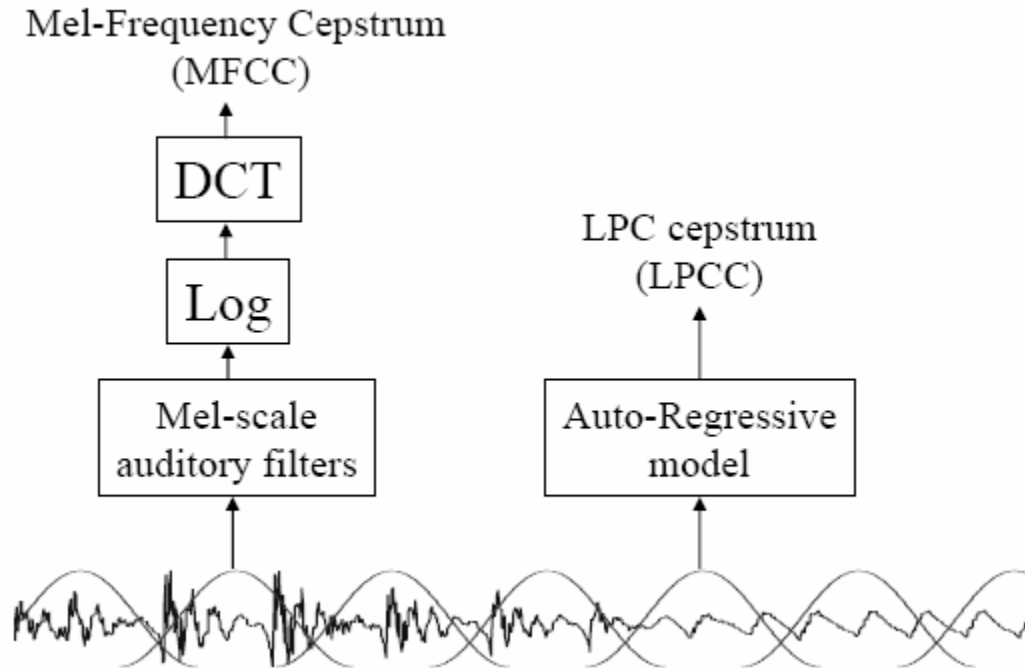 Mel-Frequency Cepstrum
(MFCC)
DCT
Log
Mel-scale
auditory filters
LPC cepstrum
(LPCC)
Auto-Regressive
model